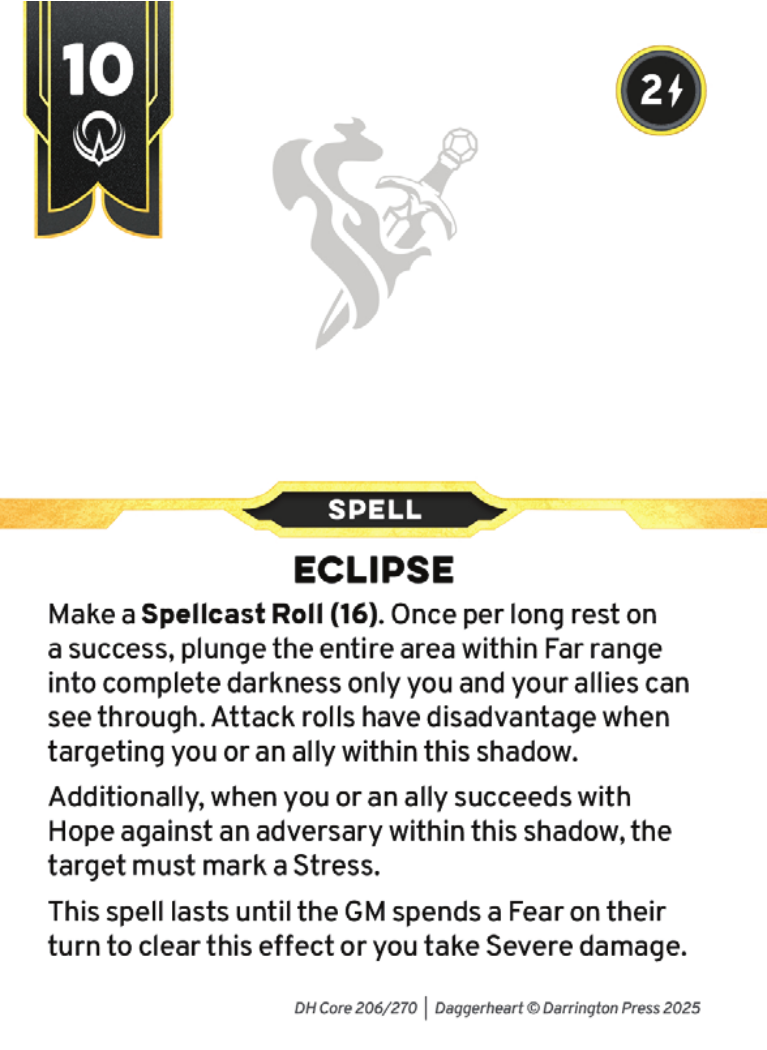 10
2
SPELL
ECLIPSE
Make a Spellcast Roll (16). Once per long rest on
a success, plunge the entire area within Far range
into complete darkness only you and your allies can
see through. Attack rolls have disadvantage when
targeting you or an ally within this shadow.
Additionally, when you or an ally succeeds with
Hope against an adversary within this shadow, the
target must mark a Stress.
This spell lasts until the GM spends a Fear on their
turn to clear this effect or you take Severe damage.
DH Core 206/270 | Daggerheart © Darrington Press 2025